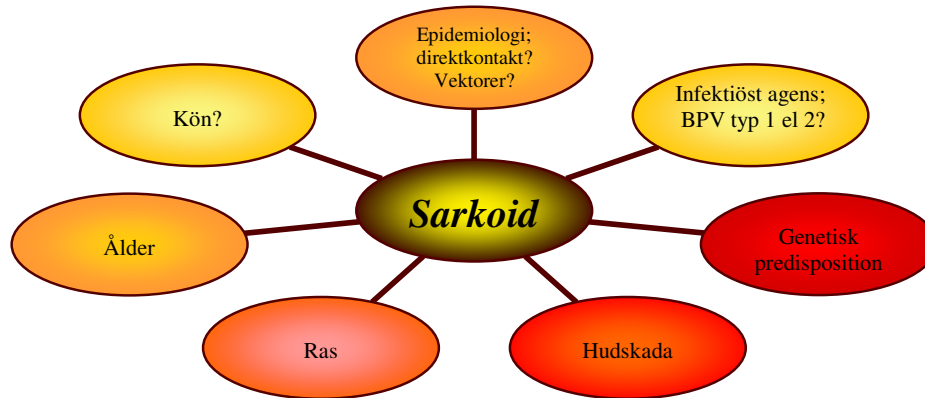 Epidemiologi;
direktkontakt?
Vektorer?
Kön?
Infektiöst agens;
BPV typ 1 el 2?
Sarkoid
Ålder
Genetisk
predisposition
Ras
Hudskada